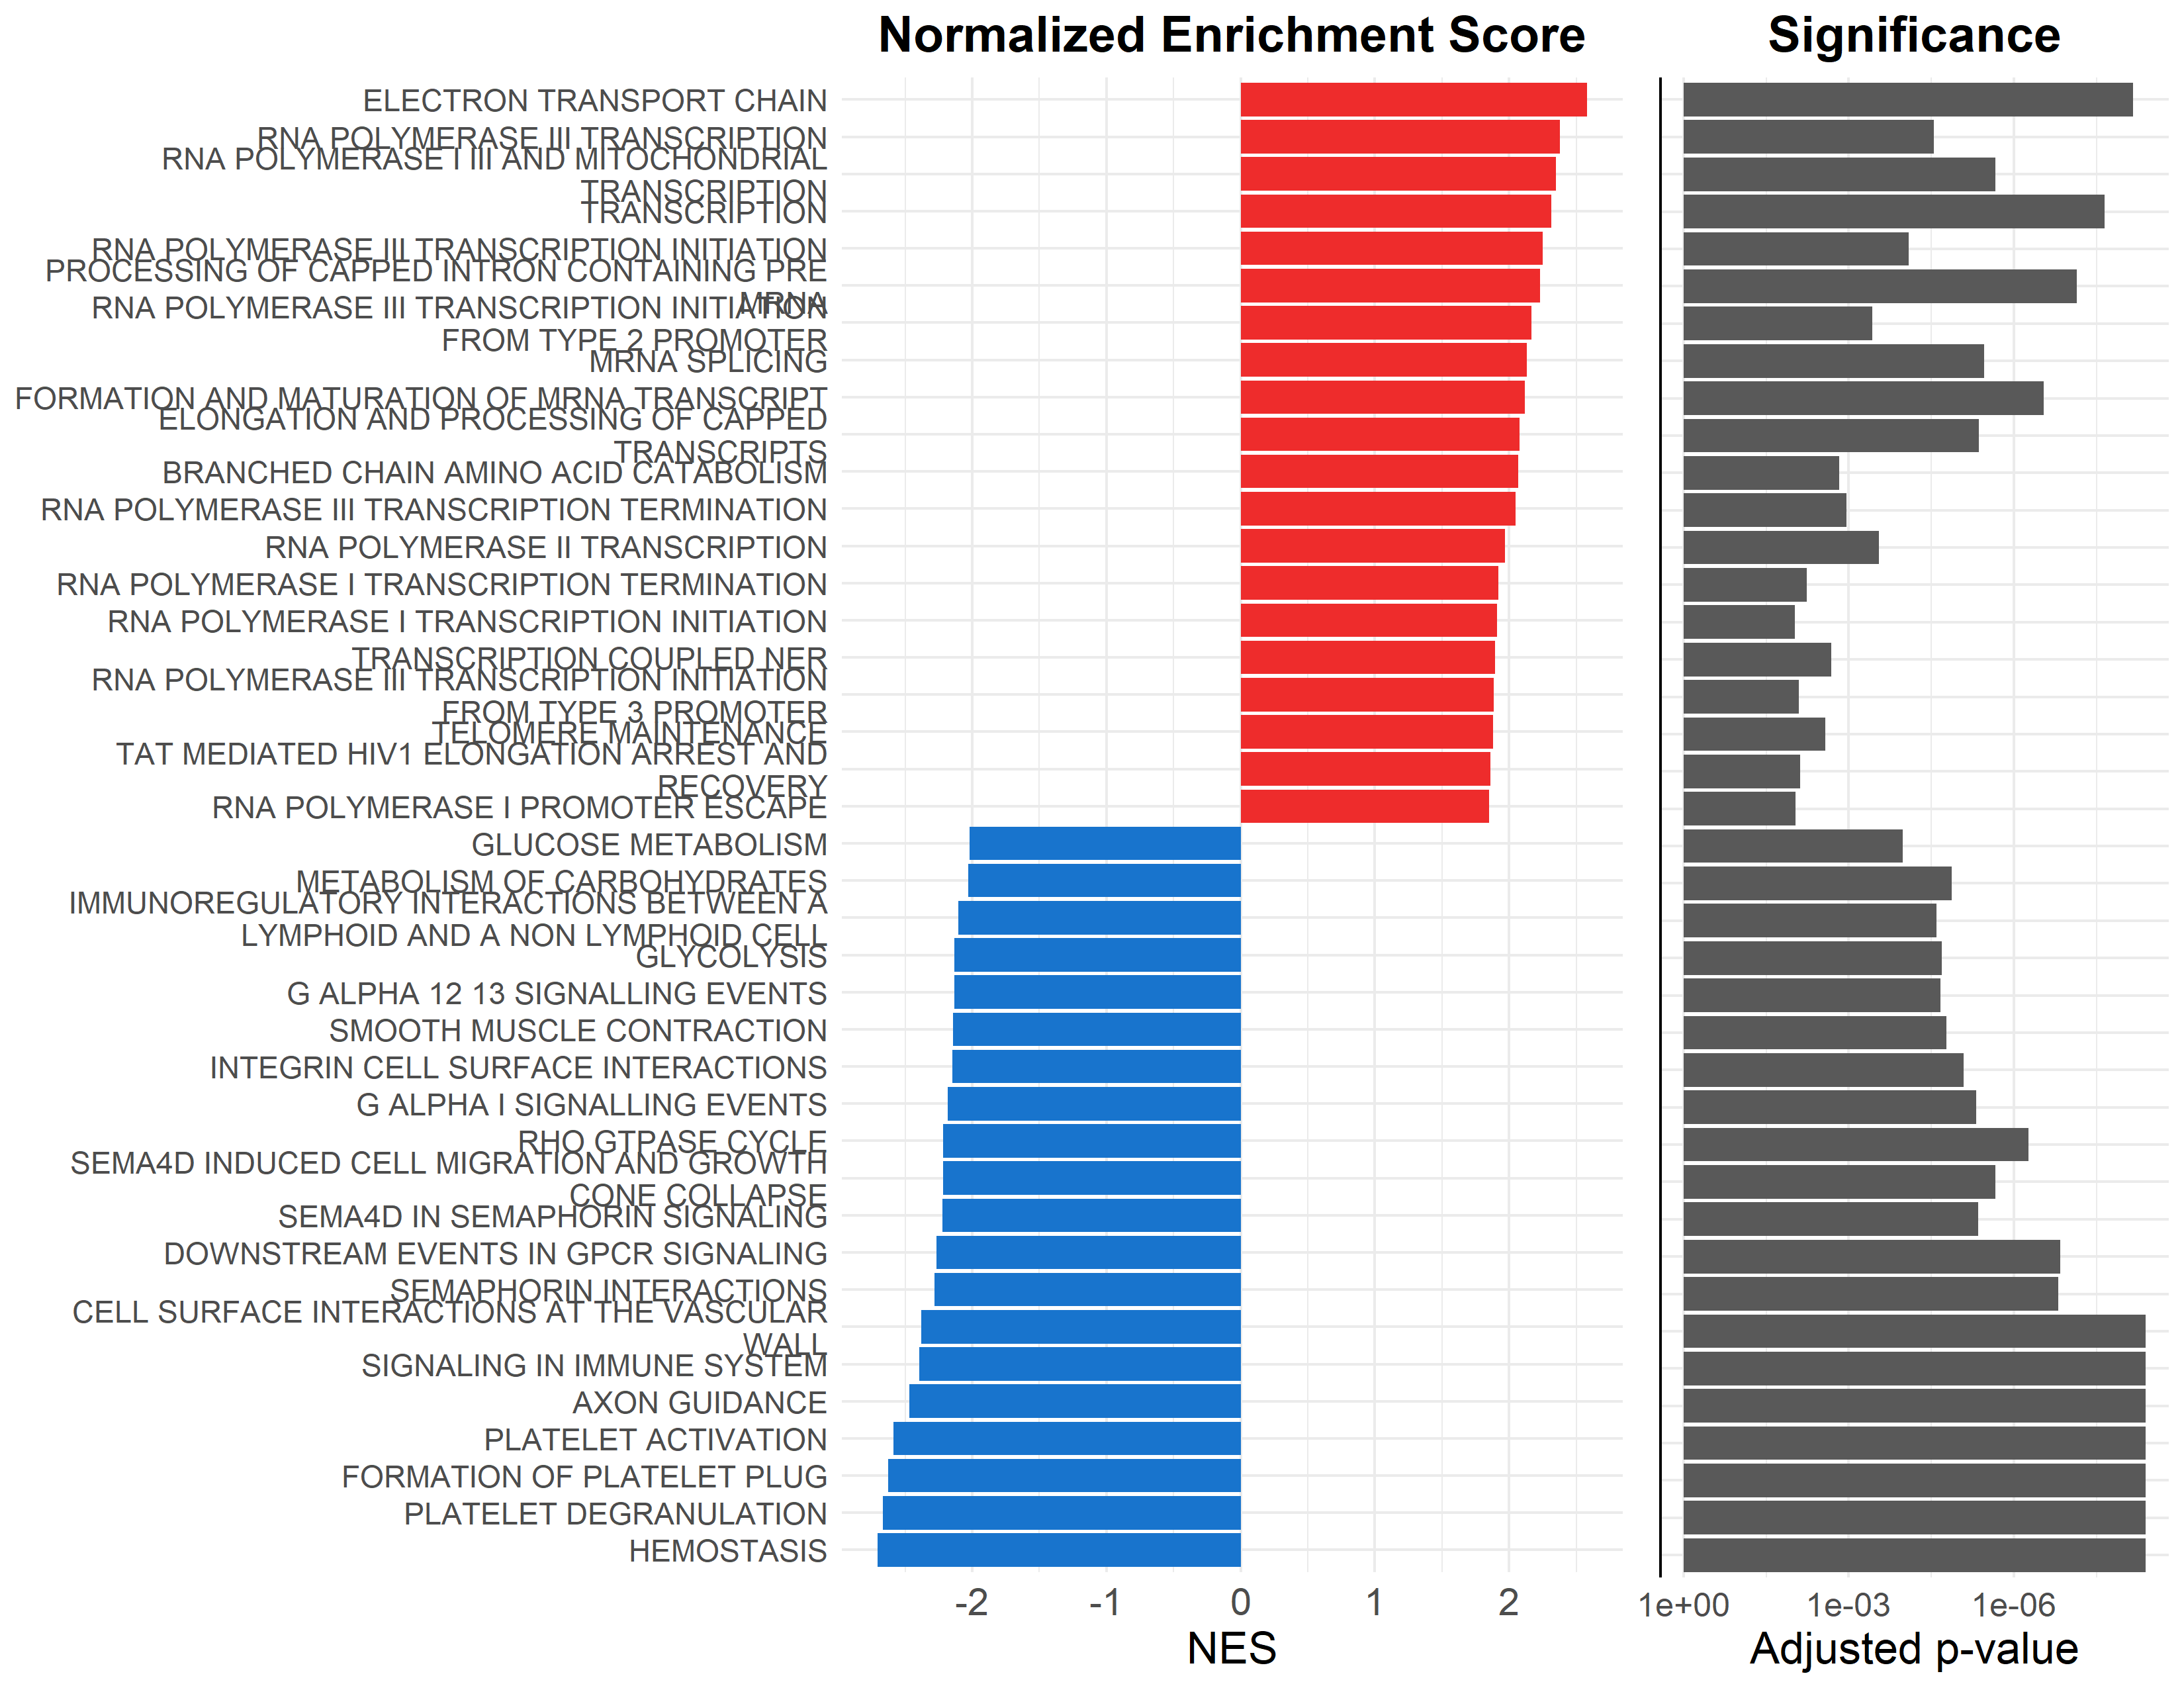 Normalized Enrichment Score
Significance
ELECTRON TRANSPORT CHAIN
RNA POLYMERASE III TRANSCRIPTION
RNA POLYMERASE I III AND MITOCHONDRIAL
TRANSCRIPTION
TRANSCRIPTION
RNA POLYMERASE III TRANSCRIPTION INITIATION
PROCESSING OF CAPPED INTRON CONTAINING PRE
MRNA
RNA POLYMERASE III TRANSCRIPTION INITIATION
FROM TYPE 2 PROMOTER
MRNA SPLICING
FORMATION AND MATURATION OF MRNA TRANSCRIPT
ELONGATION AND PROCESSING OF CAPPED
TRANSCRIPTS
BRANCHED CHAIN AMINO ACID CATABOLISM
RNA POLYMERASE III TRANSCRIPTION TERMINATION
RNA POLYMERASE II TRANSCRIPTION
RNA POLYMERASE I TRANSCRIPTION TERMINATION
RNA POLYMERASE I TRANSCRIPTION INITIATION
TRANSCRIPTION COUPLED NER
RNA POLYMERASE III TRANSCRIPTION INITIATION
FROM TYPE 3 PROMOTER
TELOMERE MAINTENANCE
TAT MEDIATED HIV1 ELONGATION ARREST AND
RECOVERY
RNA POLYMERASE I PROMOTER ESCAPE
GLUCOSE METABOLISM
METABOLISM OF CARBOHYDRATES
IMMUNOREGULATORY INTERACTIONS BETWEEN A
LYMPHOID AND A NON LYMPHOID CELL
GLYCOLYSIS
G ALPHA 12 13 SIGNALLING EVENTS
SMOOTH MUSCLE CONTRACTION
INTEGRIN CELL SURFACE INTERACTIONS
G ALPHA I SIGNALLING EVENTS
RHO GTPASE CYCLE
SEMA4D INDUCED CELL MIGRATION AND GROWTH
CONE COLLAPSE
SEMA4D IN SEMAPHORIN SIGNALING
DOWNSTREAM EVENTS IN GPCR SIGNALING
SEMAPHORIN INTERACTIONS
CELL SURFACE INTERACTIONS AT THE VASCULAR
WALL
SIGNALING IN IMMUNE SYSTEM
AXON GUIDANCE
PLATELET ACTIVATION
FORMATION OF PLATELET PLUG
PLATELET DEGRANULATION
HEMOSTASIS
-2 -1 0 1 2
NES
1e+00 1e-03 1e-06
Adjusted p-value